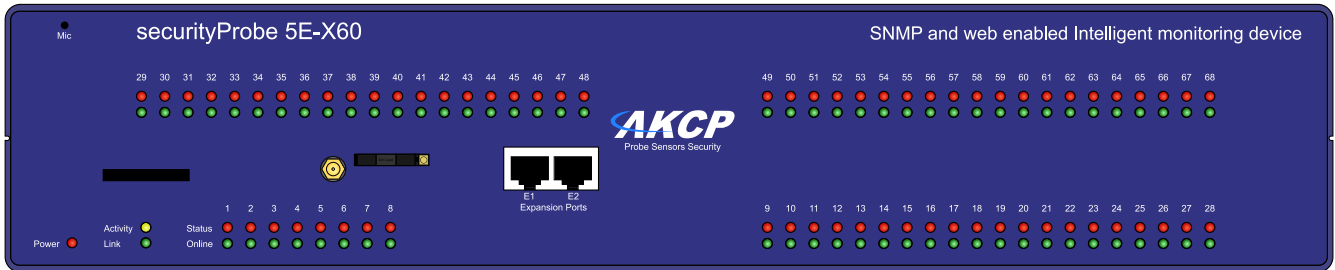 Mic
securityProbe 5E-X60
SNMP and web enabled Intelligent monitoring device
29 30 31 32 33 34 35 36 37 38 39 40 41 42 43 44 45 46 47 48
49 50 51 52 53 54 55 56 57 58 59 60 61 62 63 64 65 66 67 68
AKCP
Probe Sensors Security
E1 E2
Expansion Ports
1 2 3 4 5 6 7 8
9 10 11 12 13 14 15 16 17 18 19 20 21 22 23 24 25 26 27 28
Activity Status
Power Link Online